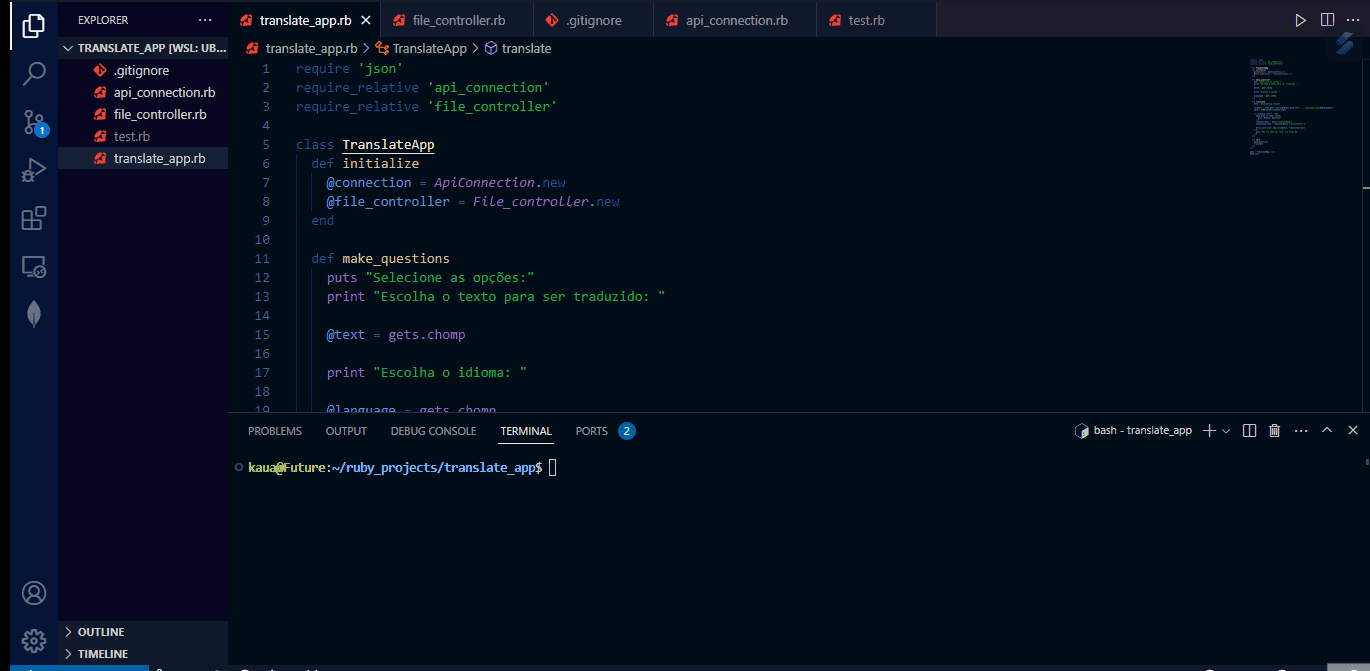 EXPLORER
TRANSLATE_APP [WSL: UB...
.gitignore
api_connection.rb
file_controller.rb
test.rb
translate_app.rb
OUTLINE
TIMELINE
1
translate_app.rb
file_controller.rb
.gitignore
api_connection.rb
test.rb
translate_app.rb > TranslateApp > translate
1 require 'json'
2 require_relative 'api_connection'
3 require_relative 'file_controller'
4
5 class TranslateApp
6 def initialize
7 @connection = ApiConnection.new
8 @file_controller = File_controller.new
9 end
10
11 def make_questions
12 puts "Selecione as opções:"
13 print "Escolha o texto para ser traduzido: "
14
15 @text = gets.chomp
16
17 print "Escolha o idioma: "
18
19 @language = gets.chomp
PROBLEMS OUTPUT DEBUG CONSOLE TERMINAL PORTS 2
bash - translate_app
kaua@Future:~/ruby_projects/translate_app$